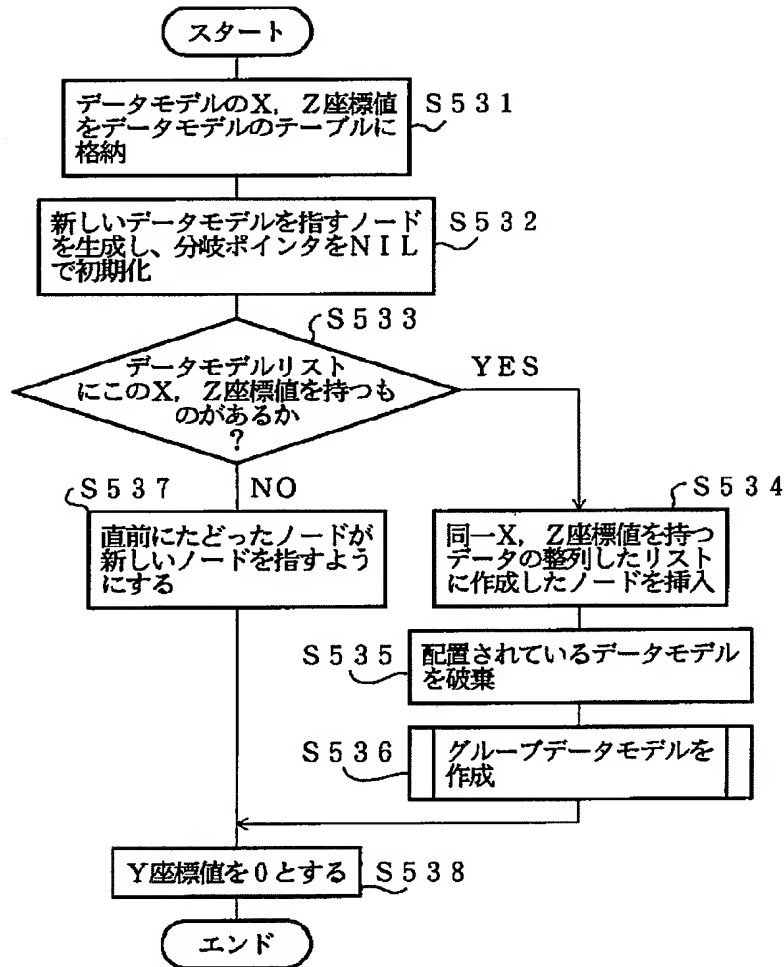 スタート
データモデルのX，Z座標値
をデータモデルのテーブルに
格納
S531
新しいデータモデルを指すノード
を生成し、分岐ポインタをNIL
で初期化
S532
S533
データモデルリスト
にこのX，Z座標値を持つも
のがあるか
？
YES
NO
S537
直前にたどったノードが
新しいノードを指すよう
にする
S534
同一X，Z座標値を持つ
データの整列したリスト
に作成したノードを挿入
S535
配置されているデータモデル
を破棄
S536
グループデータモデルを
作成
Y座標値を0とする
S538
エンド